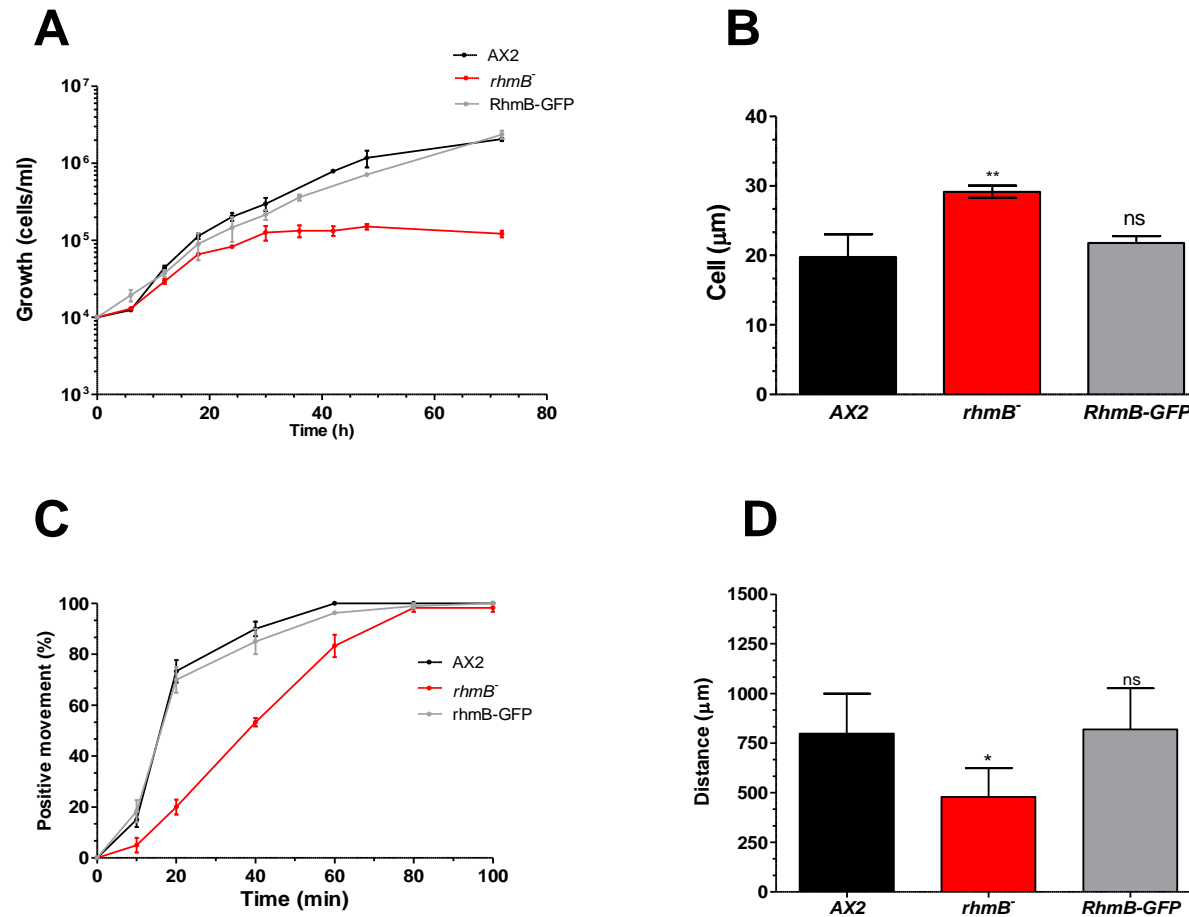 A
AX2
rhmB⁻
RhmB-GFP
10⁷
10⁶
10⁵
10⁴
10³
Growth (cells/ml)
0 20 40 60 80
Time (h)
B
40
30
20
10
0
Cell (μm)
**
ns
AX2 rhmB⁻ RhmB-GFP
C
100
80
60
40
20
0
Positive movement (%)
AX2
rhmB⁻
rhmB-GFP
0 20 40 60 80 100
Time (min)
D
1500
1250
1000
750
500
250
0
Distance (μm)
*
ns
AX2 rhmB⁻ RhmB-GFP